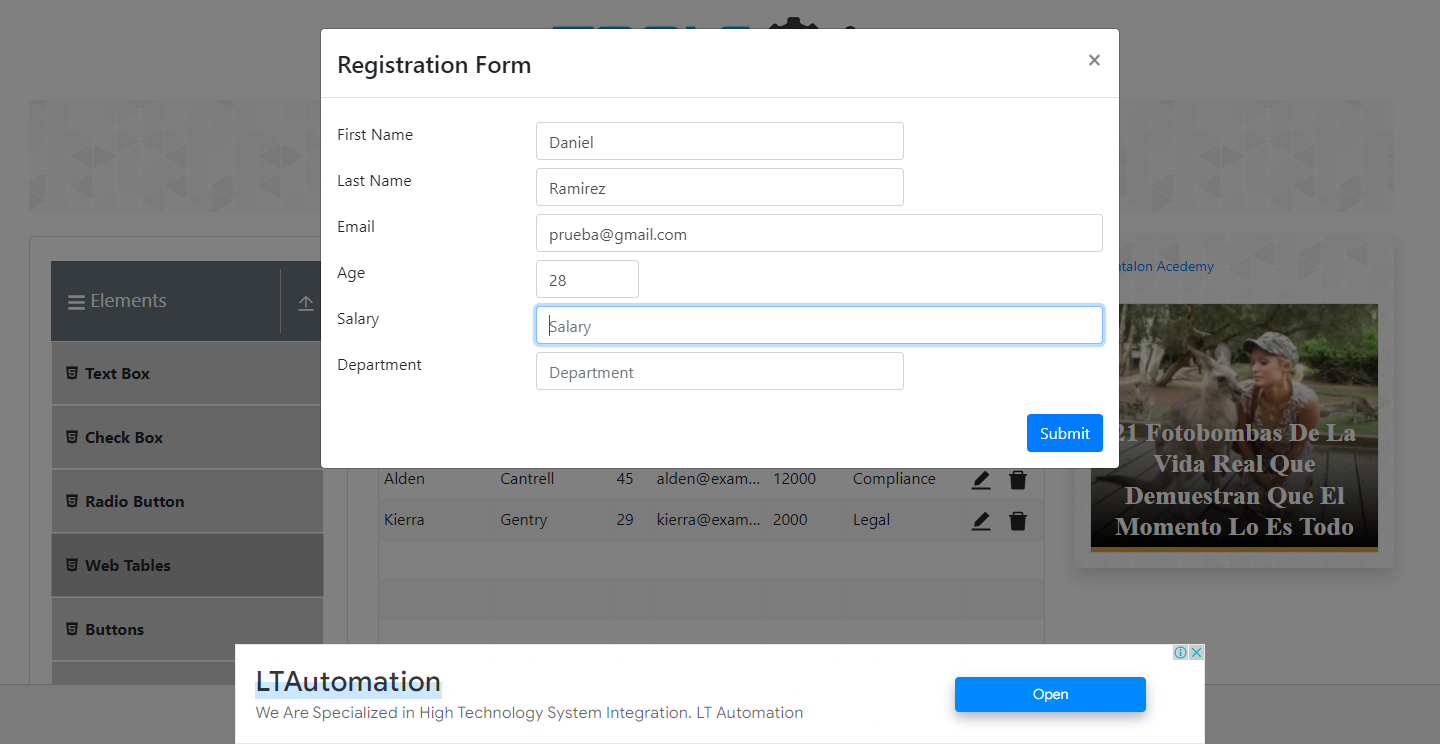 Registration Form
×
First Name
Daniel
Last Name
Ramirez
Email
prueba@gmail.com
Age
28
Salary
Salary
Department
Department
Submit
Elements
Text Box
Check Box
Radio Button
Web Tables
Buttons
Alden Cantrell 45 alden@exam... 12000 Compliance
Kierra Gentry 29 kierra@exam... 2000 Legal
Acedemy
21 Fotobombas De La
Vida Real Que
Demuestran Que El
Momento Lo Es Todo
LTAutomation
We Are Specialized in High Technology System Integration. LT Automation
Open